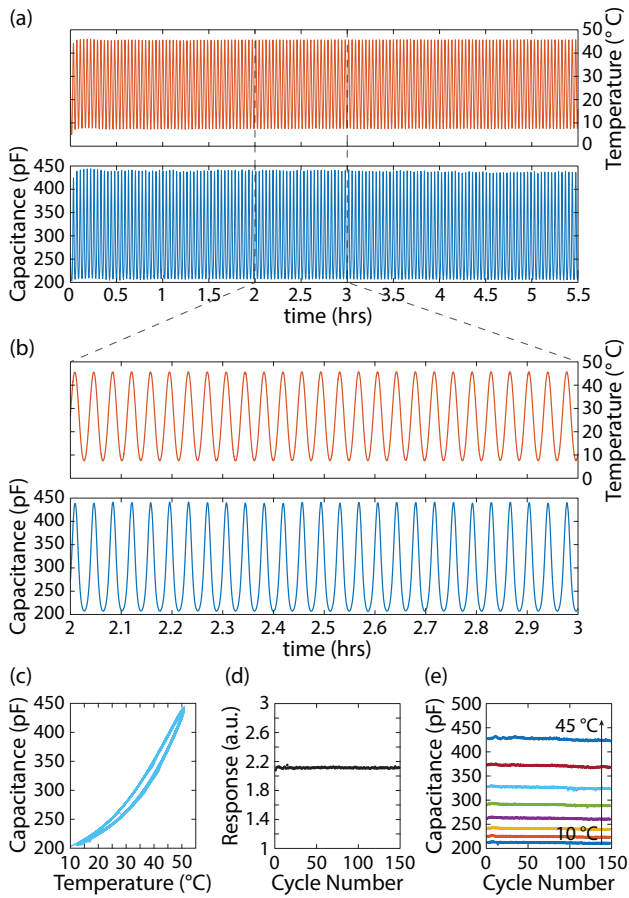 (a)
50
40
30
20
10
0
Temperature (° C)
450
400
350
300
250
200
Capacitance (pF)
0 0.5 1 1.5 2 2.5 3 3.5 4 4.5 5 5.5
time (hrs)
(b)
50
40
30
20
10
0
Temperature (° C)
450
400
350
300
250
200
Capacitance (pF)
2 2.1 2.2 2.3 2.4 2.5 2.6 2.7 2.8 2.9 3
time (hrs)
(c)
450
400
350
300
250
200
Capacitance (pF)
10 20 30 40 50
Temperature (°C)
(d)
3
2.6
2.2
1.8
1.4
1
Response (a.u.)
0 50 100 150
Cycle Number
(e)
500
450
400
350
300
250
200
Capacitance (pF)
45 °C
10 °C
0 50 100 150
Cycle Number